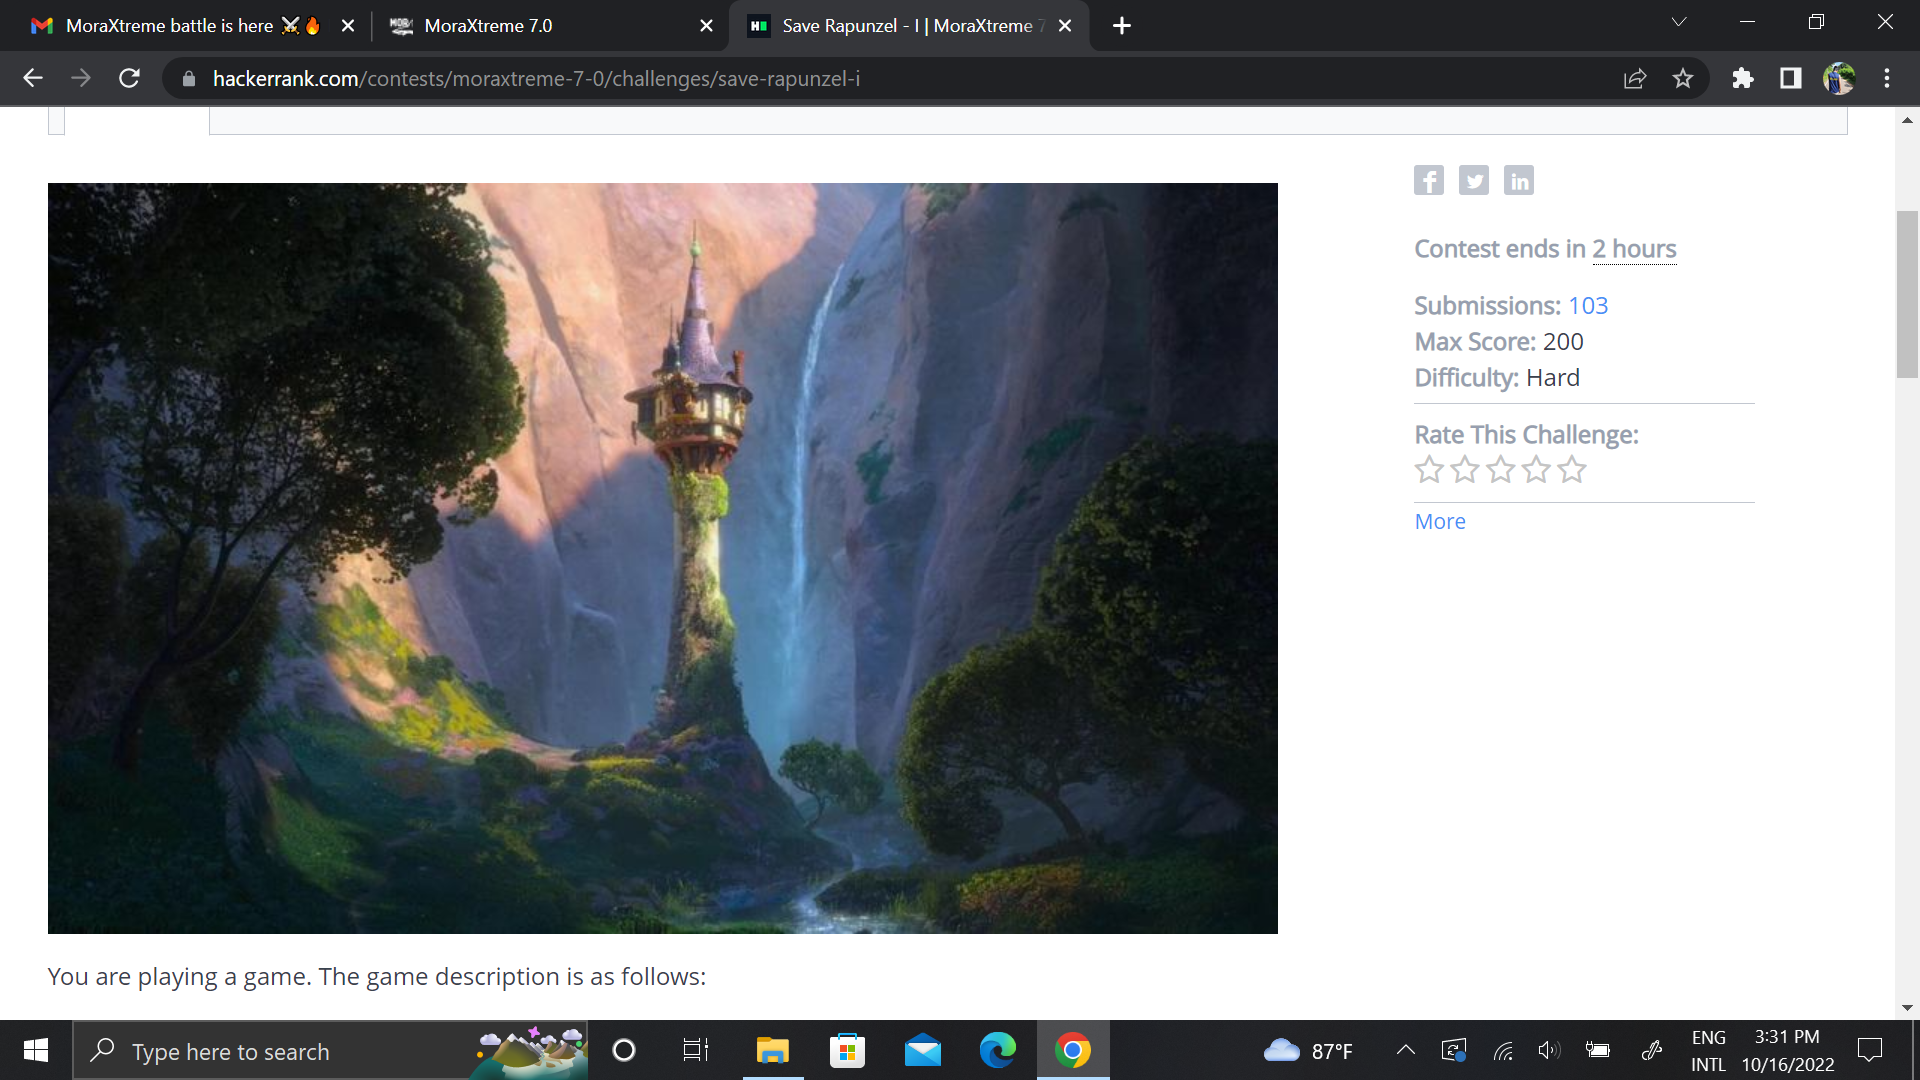 MoraXtreme battle is here ⚔🔥
MoraXtreme 7.0
Save Rapunzel - I | MoraXtreme 7
hackerrank.com/contests/moraxtreme-7-0/challenges/save-rapunzel-i
Contest ends in 2 hours
Submissions: 103
Max Score: 200
Difficulty: Hard
Rate This Challenge:
More
You are playing a game. The game description is as follows:
Type here to search
87°F
ENG
INTL
3:31 PM
10/16/2022